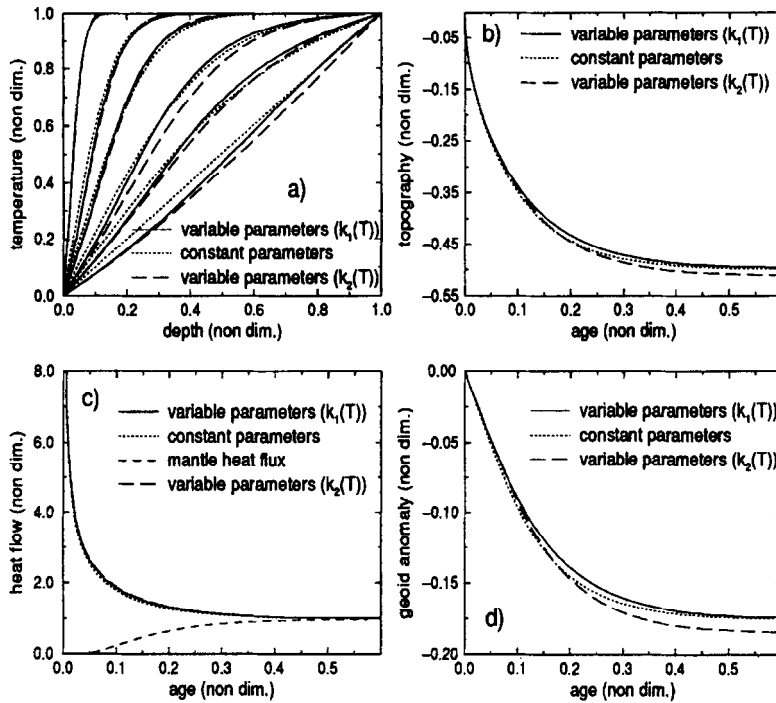 1.0
0.8
0.6
0.4
0.2
0.0
temperature (non dim.)
a)
variable parameters (k1(T))
constant parameters
variable parameters (k2(T))
0.0 0.2 0.4 0.6 0.8 1.0
depth (non dim.)
b)
variable parameters (k1(T))
constant parameters
variable parameters (k2(T))
−0.05
−0.15
−0.25
−0.35
−0.45
−0.55
topography (non dim.)
0.0 0.1 0.2 0.3 0.4 0.5
age (non dim.)
c)
variable parameters (k1(T))
constant parameters
mantle heat flux
variable parameters (k2(T))
8.0
6.0
4.0
2.0
0.0
heat flow (non dim.)
0.0 0.1 0.2 0.3 0.4 0.5
age (non dim.)
variable parameters (k1(T))
constant parameters
variable parameters (k2(T))
0.00
−0.05
−0.10
−0.15
−0.20
geoid anomaly (non dim.)
d)
0.0 0.1 0.2 0.3 0.4 0.5
age (non dim.)